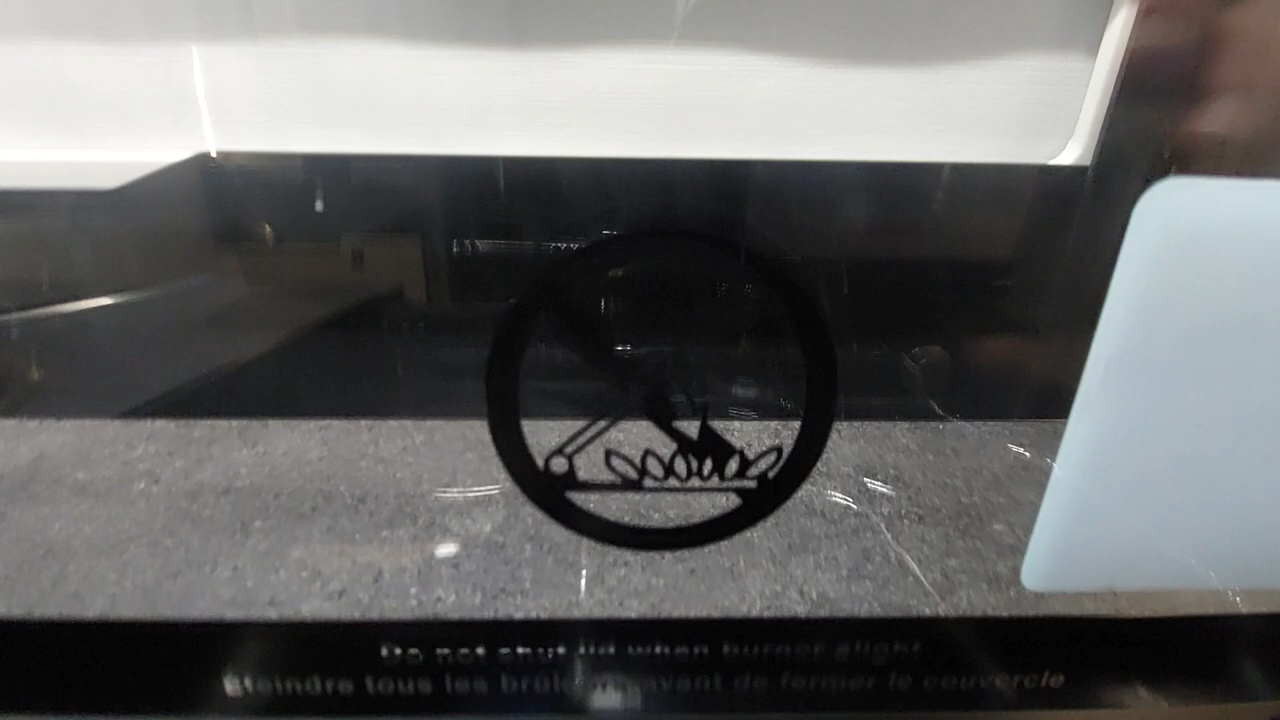 Do not shut lid when burner alight
Éteindre tous les brûleurs avant de fermer le couvercle